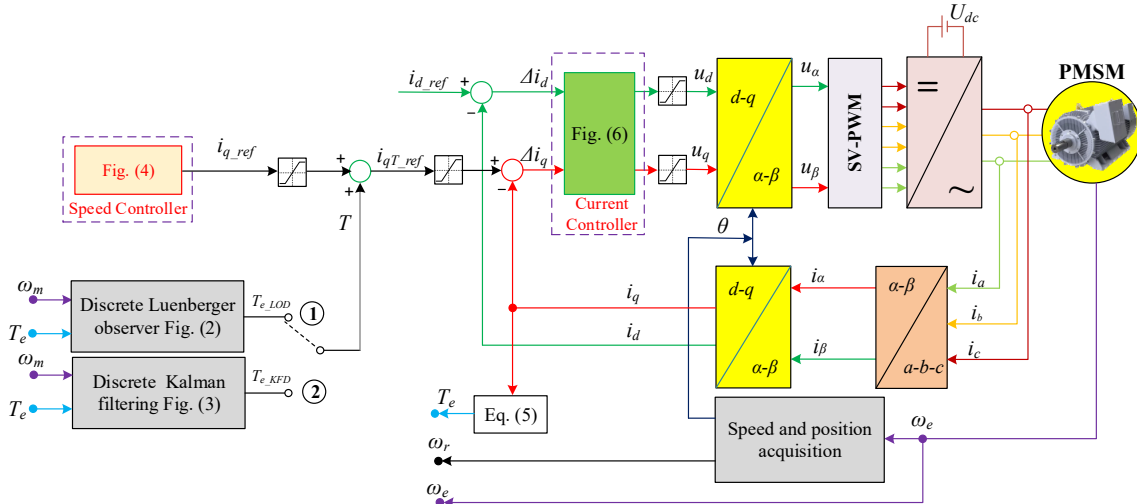 U_dc
PMSM
i_d_ref
+
−
Δi_d
u_d
d-q
α-β
u_α
SV-PWM
=
~
Fig. (6)
Current
Controller
Fig. (4)
Speed Controller
i_q_ref
+
+
i_qT_ref
+
−
Δi_q
u_q
u_β
T
θ
ω_m
T_e
Discrete Luenberger
observer Fig. (2)
T_e_LOD
1
ω_m
T_e
Discrete Kalman
filtering Fig. (3)
T_e_KFD
2
i_q
i_d
d-q
α-β
i_α
i_β
α-β
a-b-c
i_a
i_b
i_c
T_e
Eq. (5)
ω_r
ω_e
Speed and position
acquisition
ω_e